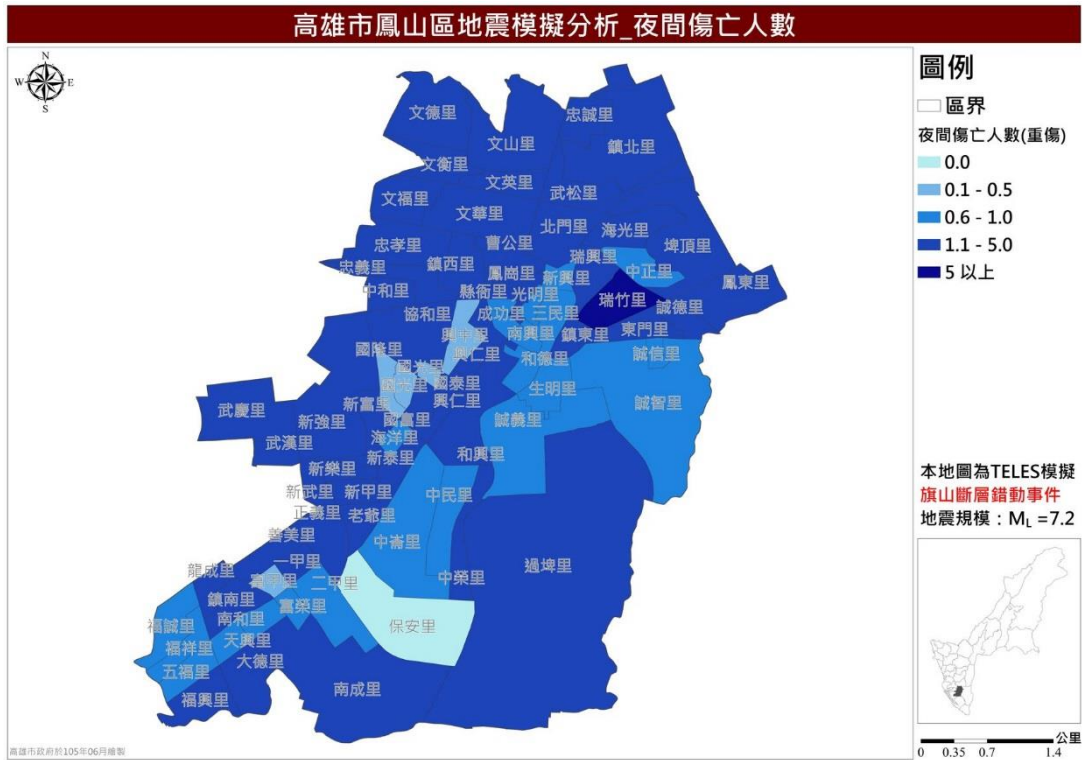 高雄市鳳山區地震模擬分析_夜間傷亡人數
N
W E
S
圖例
區界
夜間傷亡人數(重傷)
0.0
0.1 - 0.5
0.6 - 1.0
1.1 - 5.0
5 以上
文德里
忠誠里
文山里
鎮北里
文衡里
文英里
武松里
文福里
文華里
北門里
海光里
忠孝里
曹公里
埤頂里
瑞興里
忠義里
鎮西里
鳳崗里
新興里
中正里
鳳東里
中和里
縣衙里
光明里
瑞竹里
誠德里
協和里
成功里
三民里
東門里
興中里
南興里
鎮東里
國隆里
興仁里
和德里
誠信里
國光里
國泰里
生明里
新富里
興仁里
誠智里
武慶里
新強里
國富里
誠義里
武漢里
海洋里
新泰里
和興里
新樂里
新武里
新甲里
中民里
正義里
老爺里
善美里
中崙里
一甲里
過埤里
龍成里
壽甲里
二甲里
中榮里
鎮南里
富榮里
南和里
福誠里
保安里
福祥里
天興里
五福里
大德里
南成里
福興里
本地圖為TELES模擬
旗山斷層錯動事件
地震規模：ML =7.2
公里
0 0.35 0.7 1.4
高雄市政府於105年06月繪製